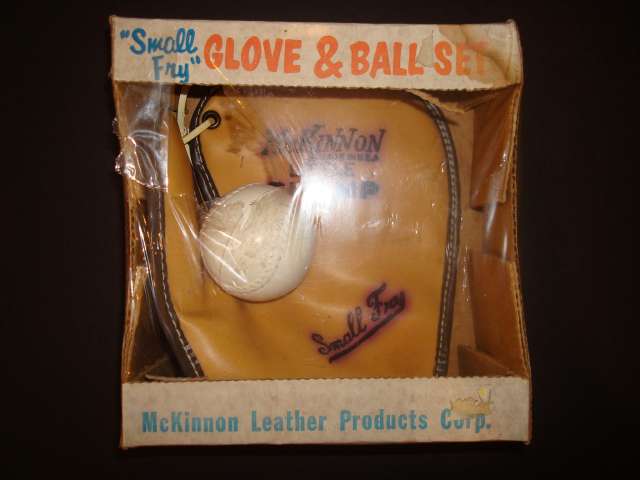 "Small Fry" GLOVE & BALL SET
McKINNON
Small Fry
McKinnon Leather Products Corp.